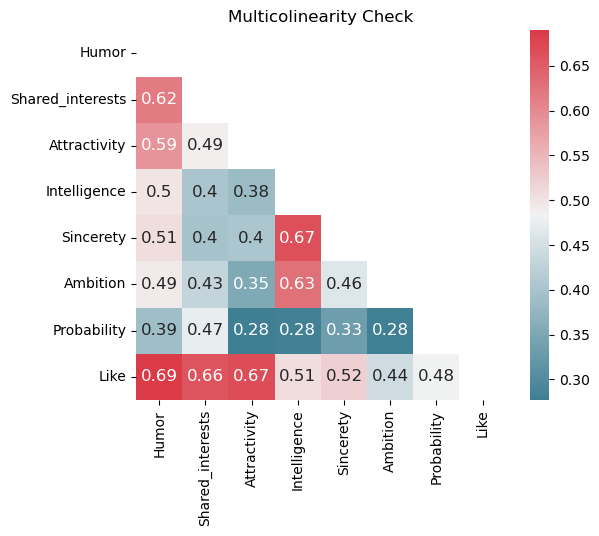 Multicolinearity Check
Humor
Shared_interests 0.62
Attractivity 0.59 0.49
Intelligence 0.5 0.4 0.38
Sincerety 0.51 0.4 0.4 0.67
Ambition 0.49 0.43 0.35 0.63 0.46
Probability 0.39 0.47 0.28 0.28 0.33 0.28
Like 0.69 0.66 0.67 0.51 0.52 0.44 0.48
Humor
Shared_interests
Attractivity
Intelligence
Sincerety
Ambition
Probability
Like
0.65
0.60
0.55
0.50
0.45
0.40
0.35
0.30